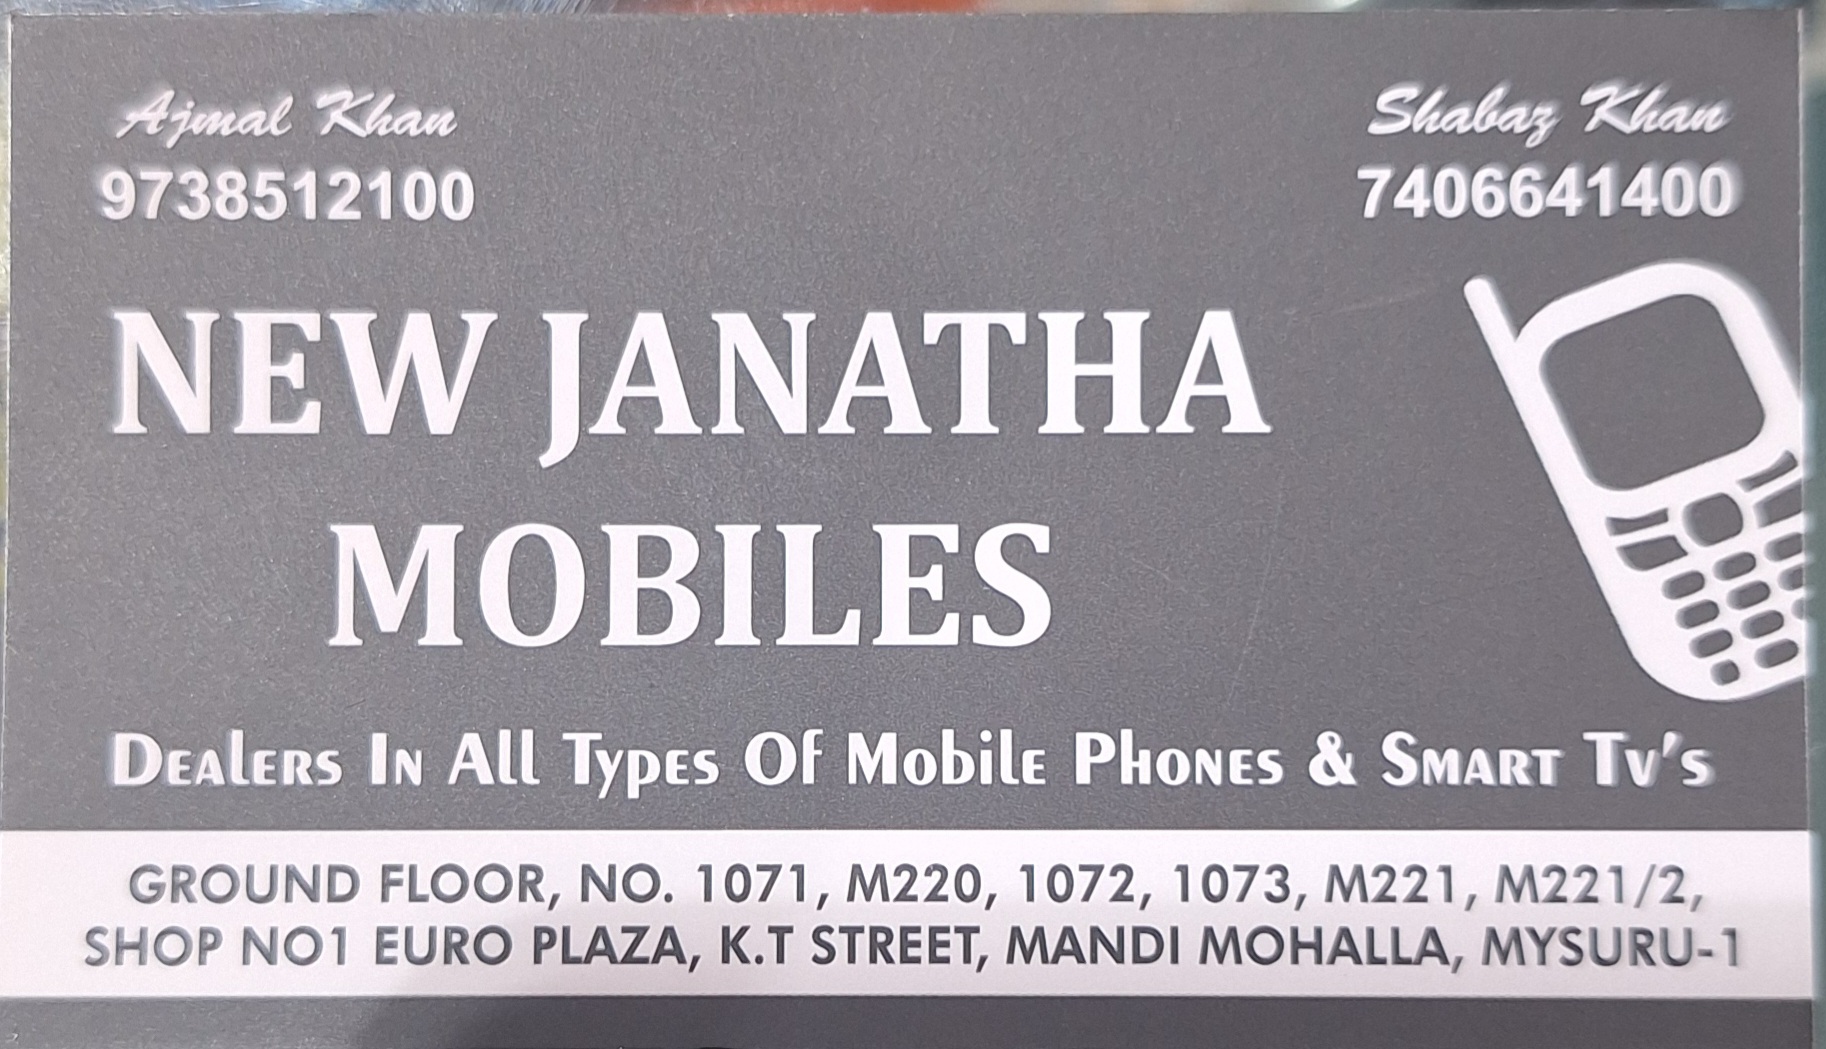 Ajmal Khan
9738512100
Shabaz Khan
7406641400
NEW JANATHA
MOBILES
Dealers In All Types Of Mobile Phones & Smart Tv's
GROUND FLOOR, NO. 1071, M220, 1072, 1073, M221, M221/2,
SHOP NO1 EURO PLAZA, K.T STREET, MANDI MOHALLA, MYSURU-1